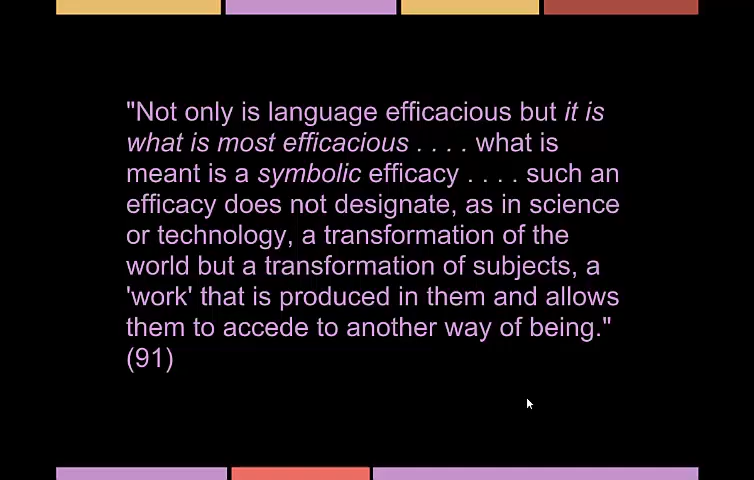 "Not only is language efficacious but it is
what is most efficacious . . . . what is
meant is a symbolic efficacy . . . . such an
efficacy does not designate, as in science
or technology, a transformation of the
world but a transformation of subjects, a
'work' that is produced in them and allows
them to accede to another way of being."
(91)